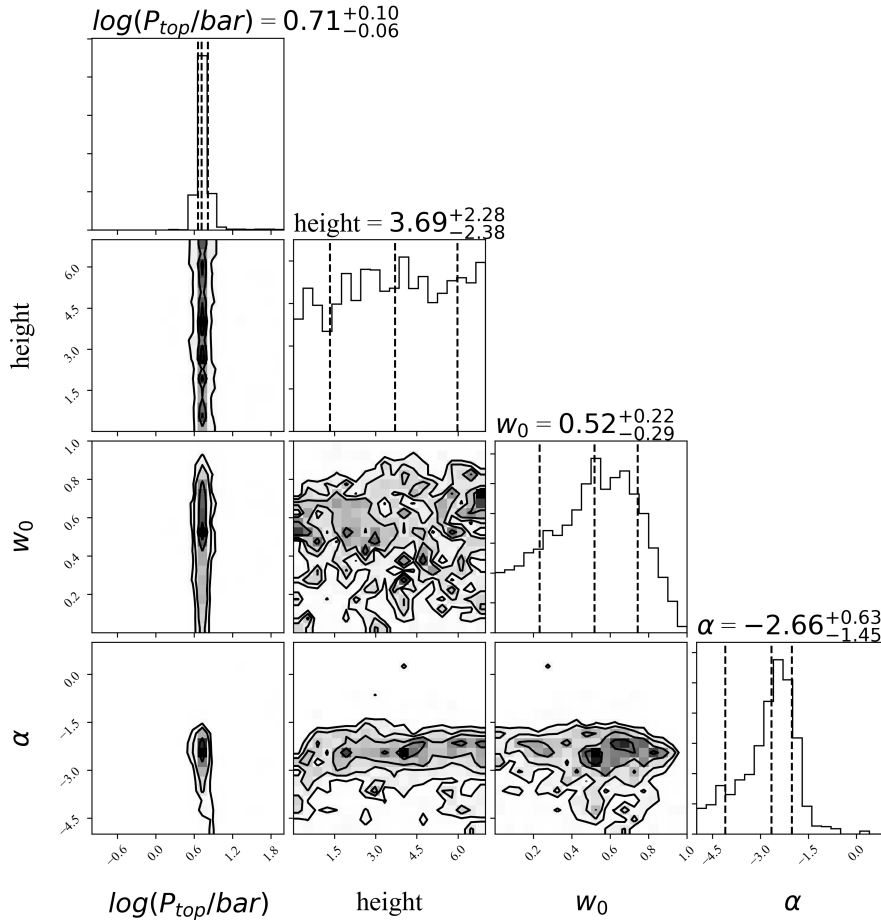 log(P_top/bar) = 0.71 +0.10 −0.06
height = 3.69 +2.28 −2.38
6.0
4.5
3.0
1.5
height
w_0 = 0.52 +0.22 −0.29
1.0
0.8
0.6
0.4
0.2
w_0
α = −2.66 +0.63 −1.45
0.0
−1.5
−3.0
−4.5
α
−0.6 0.0 0.6 1.2 1.8 1.5 3.0 4.5 6.0 0.2 0.4 0.6 0.8 1.0 −4.5 −3.0 −1.5 0.0
log(P_top/bar) height w_0 α